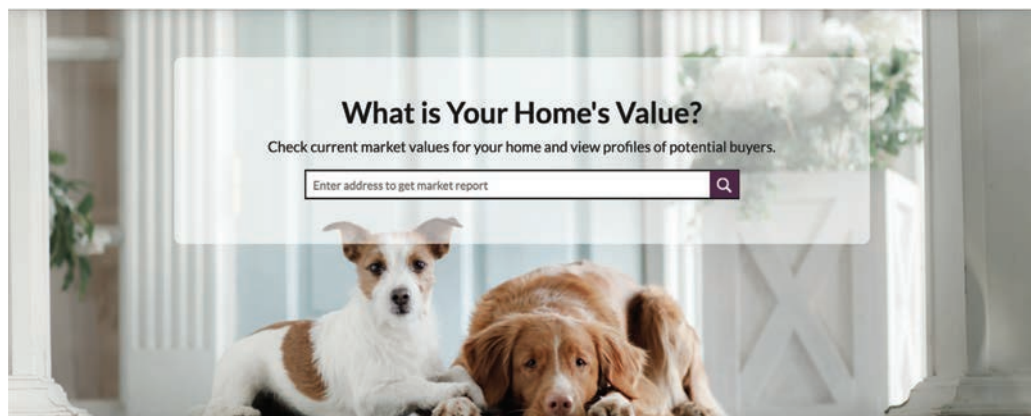 What is Your Home's Value?
Check current market values for your home and view profiles of potential buyers.
Enter address to get market report